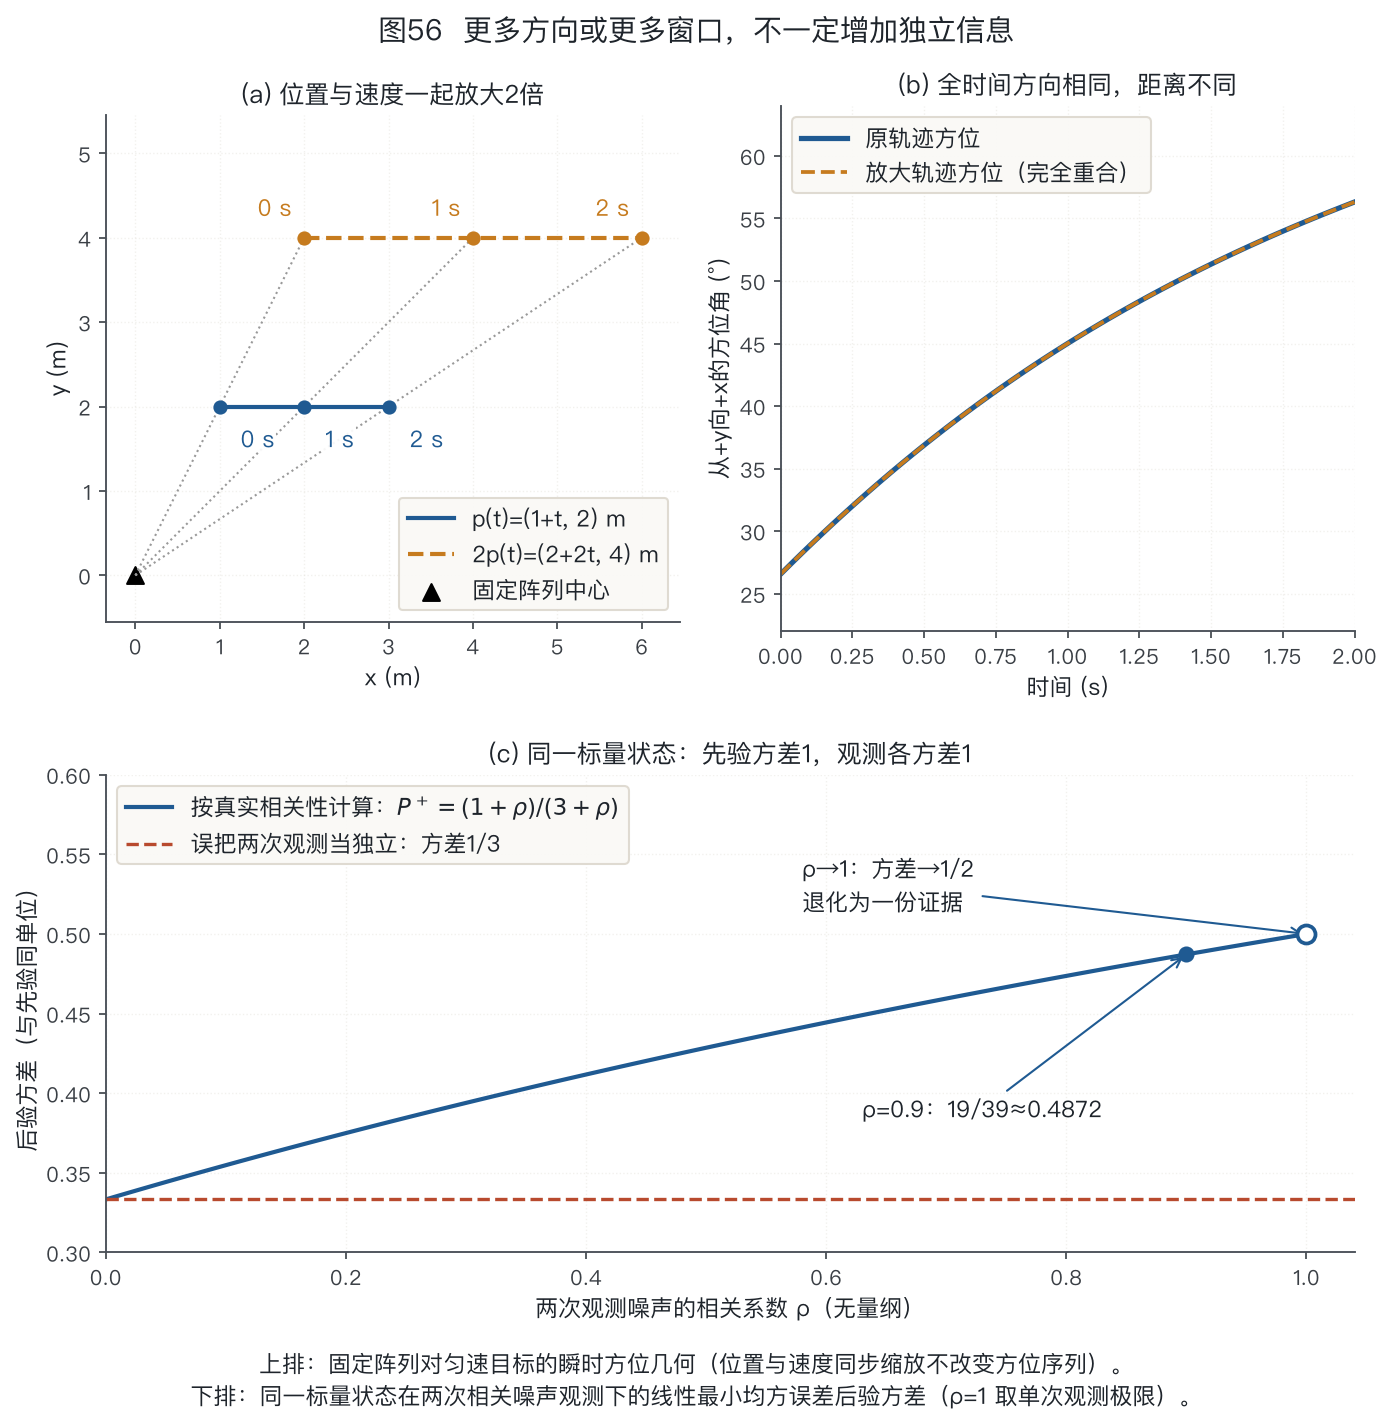 图56 更多方向或更多窗口，不一定增加独立信息
(a) 位置与速度一起放大2倍
5
4
3
2
1
0
y (m)
0 s
1 s
2 s
0 s
1 s
2 s
p(t)=(1+t, 2) m
2p(t)=(2+2t, 4) m
固定阵列中心
0
1
2
3
4
5
6
x (m)
(b) 全时间方向相同，距离不同
原轨迹方位
放大轨迹方位（完全重合）
60
55
50
45
40
35
30
25
从+y向+x的方位角 (°)
0.00
0.25
0.50
0.75
1.00
1.25
1.50
1.75
2.00
时间 (s)
(c) 同一标量状态：先验方差1，观测各方差1
0.60
0.55
0.50
0.45
0.40
0.35
0.30
后验方差（与先验同单位）
按真实相关性计算：P⁺ = (1 + ρ)/(3 + ρ)
误把两次观测当独立：方差1/3
ρ→1：方差→1/2
退化为一份证据
ρ=0.9：19/39≈0.4872
0.0
0.2
0.4
0.6
0.8
1.0
两次观测噪声的相关系数 ρ（无量纲）
上排：固定阵列对匀速目标的瞬时方位几何（位置与速度同步缩放不改变方位序列）。
下排：同一标量状态在两次相关噪声观测下的线性最小均方误差后验方差（ρ=1 取单次观测极限）。